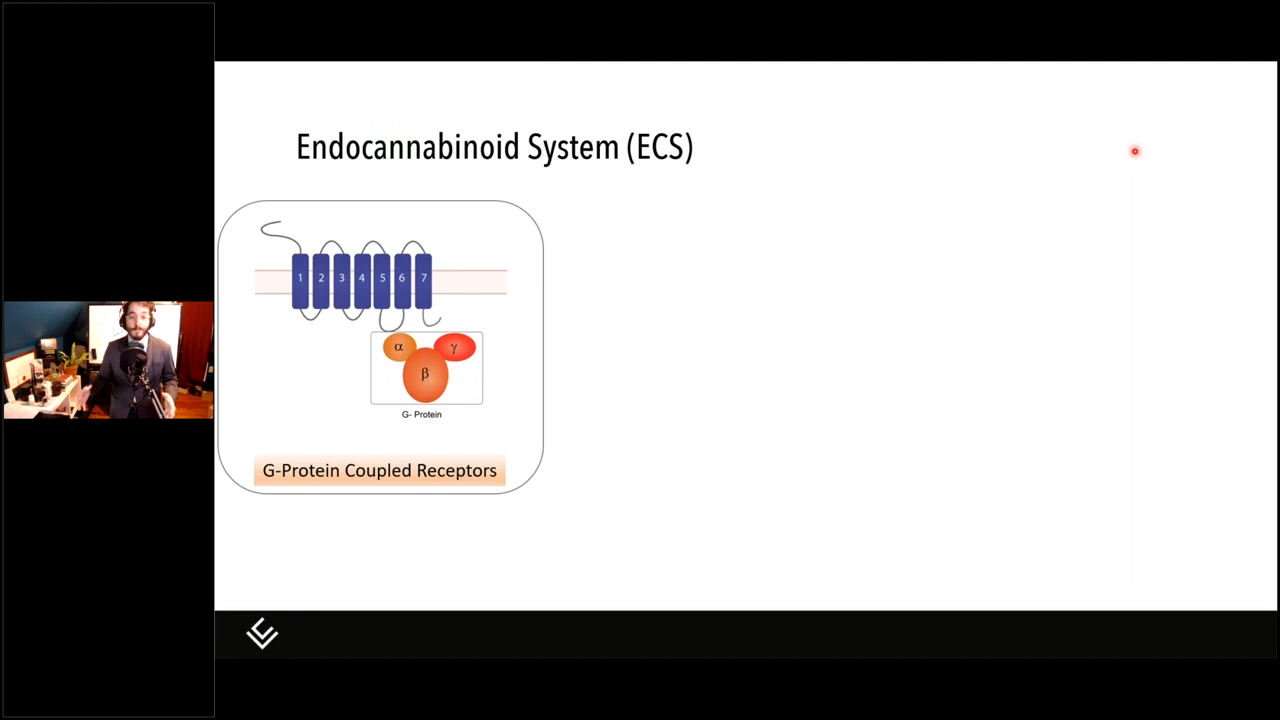 Endocannabinoid System (ECS)
1 2 3 4 5 6 7
α γ
β
G- Protein
G-Protein Coupled Receptors